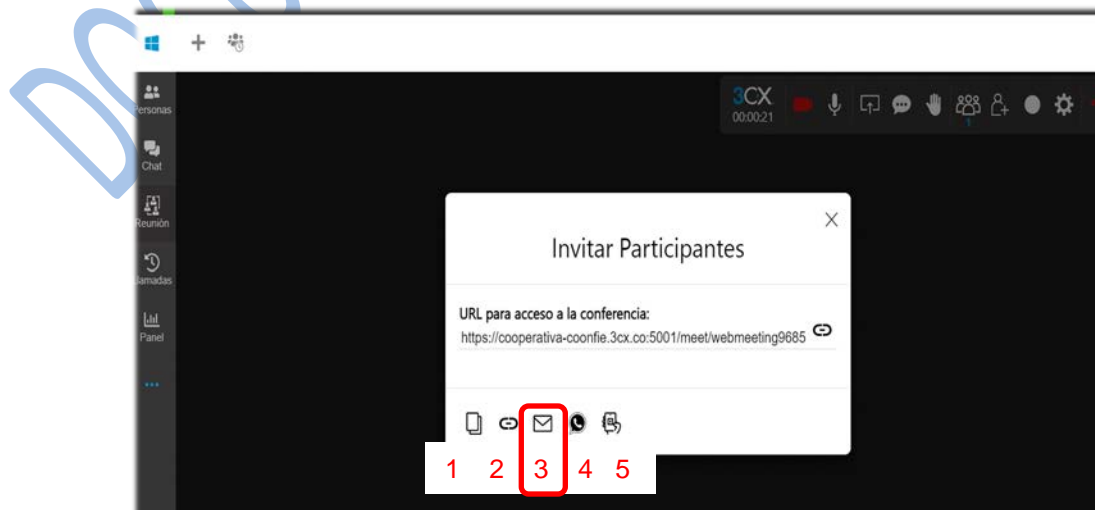 DOC
3CX
00:00:21
1
Personas
Chat
Reunión
llamadas
Panel
Invitar Participantes
URL para acceso a la conferencia:
https://cooperativa-coonfie.3cx.co:5001/meet/webmeeting9685
1 2 3 4 5